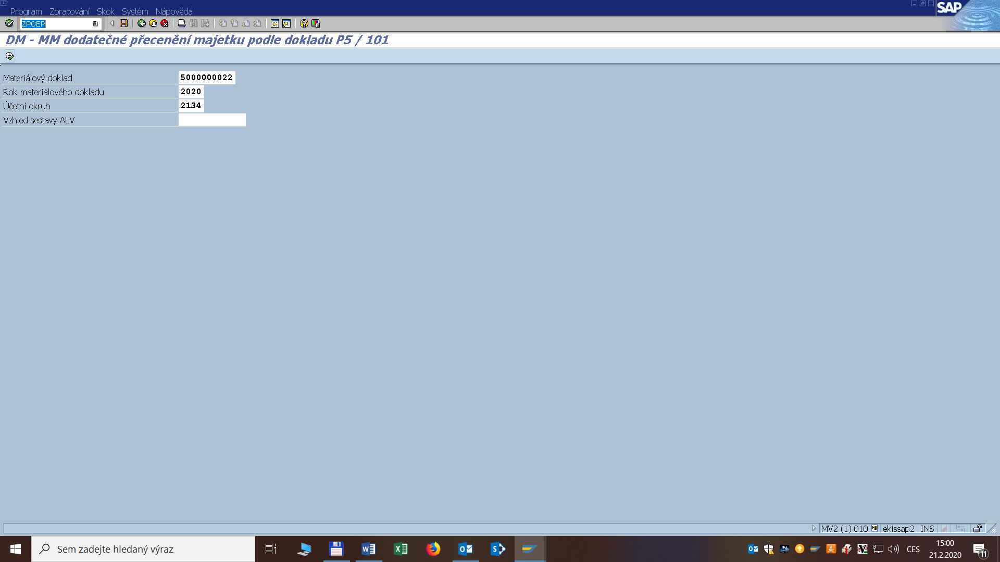 Program Zpracování Skok Systém Nápověda
SAP
ZPOEP
DM - MM dodatečné přecenění majetku podle dokladu P5 / 101
Materiálový doklad 5000000022
Rok materiálového dokladu 2020
Účetní okruh 2134
Vzhled sestavy ALV
MV2 (1) 010 ekissap2 INS
Sem zadejte hledaný výraz
CES
15:00
21.2.2020
11